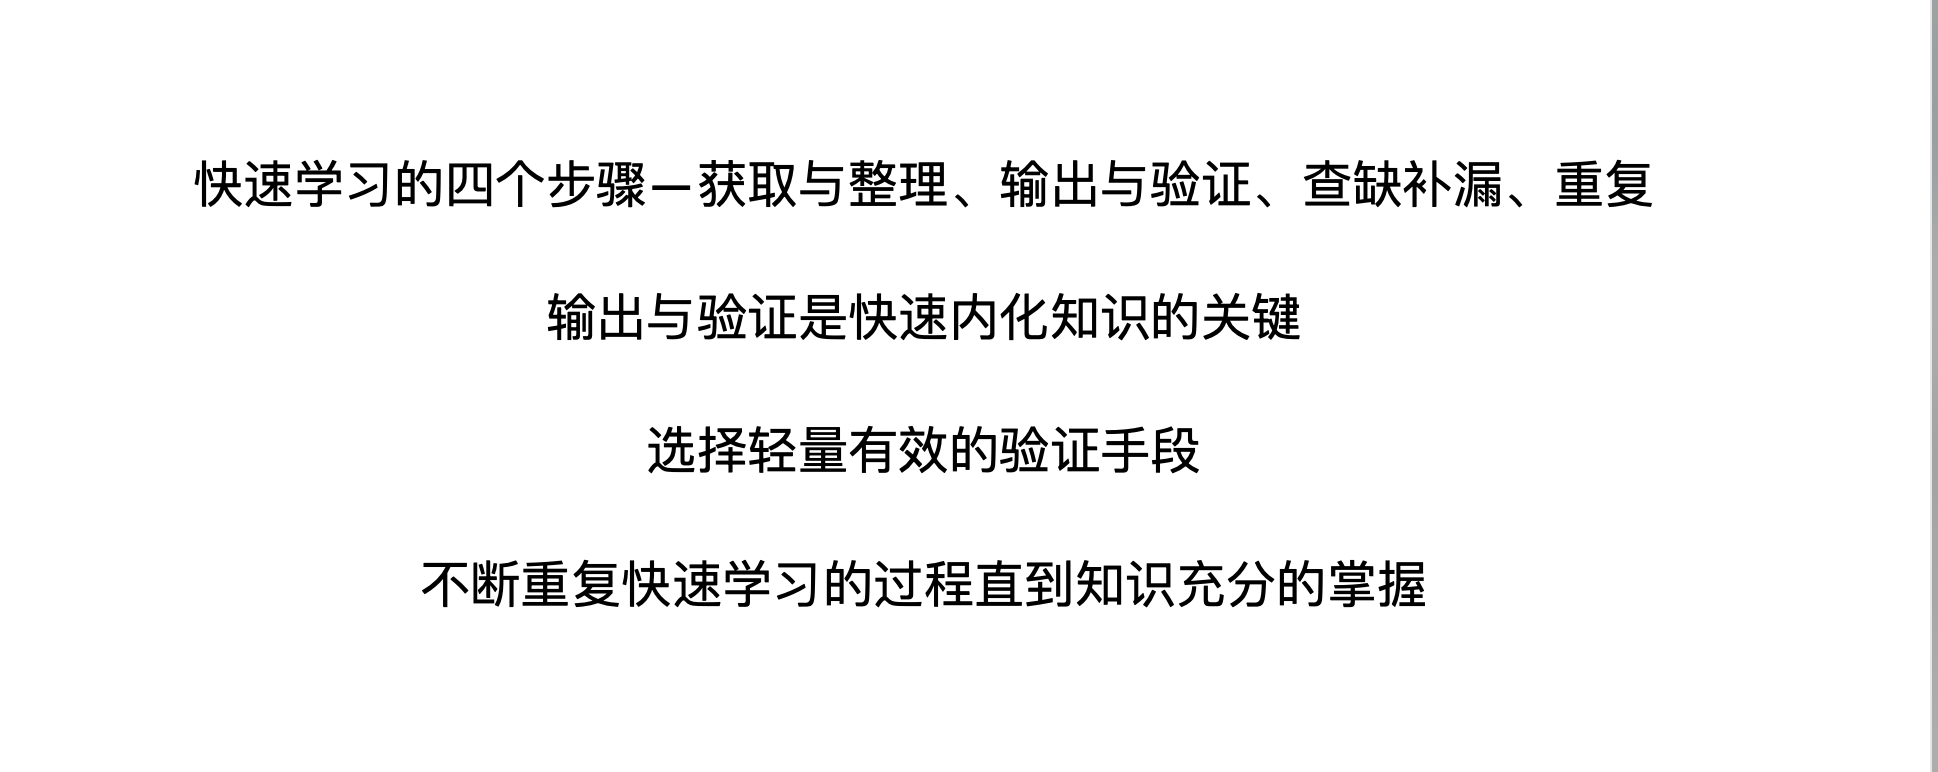 快速学习的四个步骤—获取与整理、输出与验证、查缺补漏、重复
输出与验证是快速内化知识的关键
选择轻量有效的验证手段
不断重复快速学习的过程直到知识充分的掌握